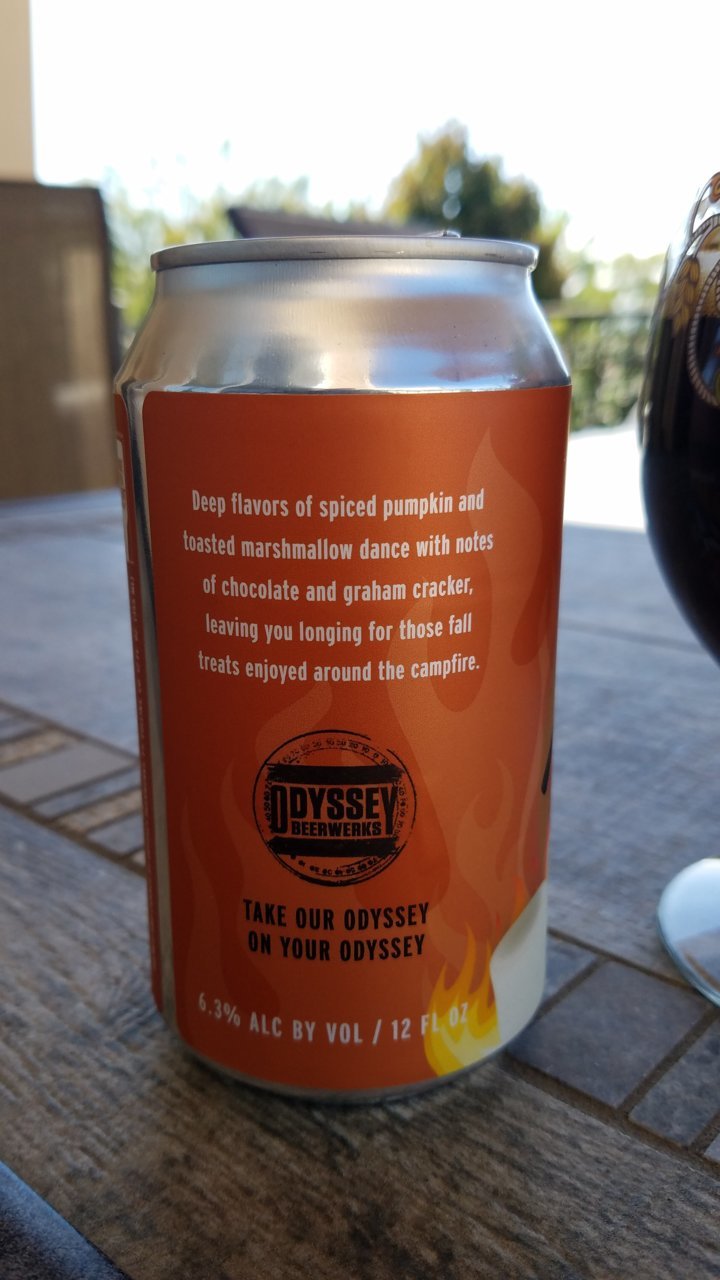 Deep flavors of spiced pumpkin and
toasted marshmallow dance with notes
of chocolate and graham cracker,
leaving you longing for those fall
treats enjoyed around the campfire.
ODYSSEY
BEERWERKS
TAKE OUR ODYSSEY
ON YOUR ODYSSEY
6.3% ALC BY VOL / 12 FL OZ